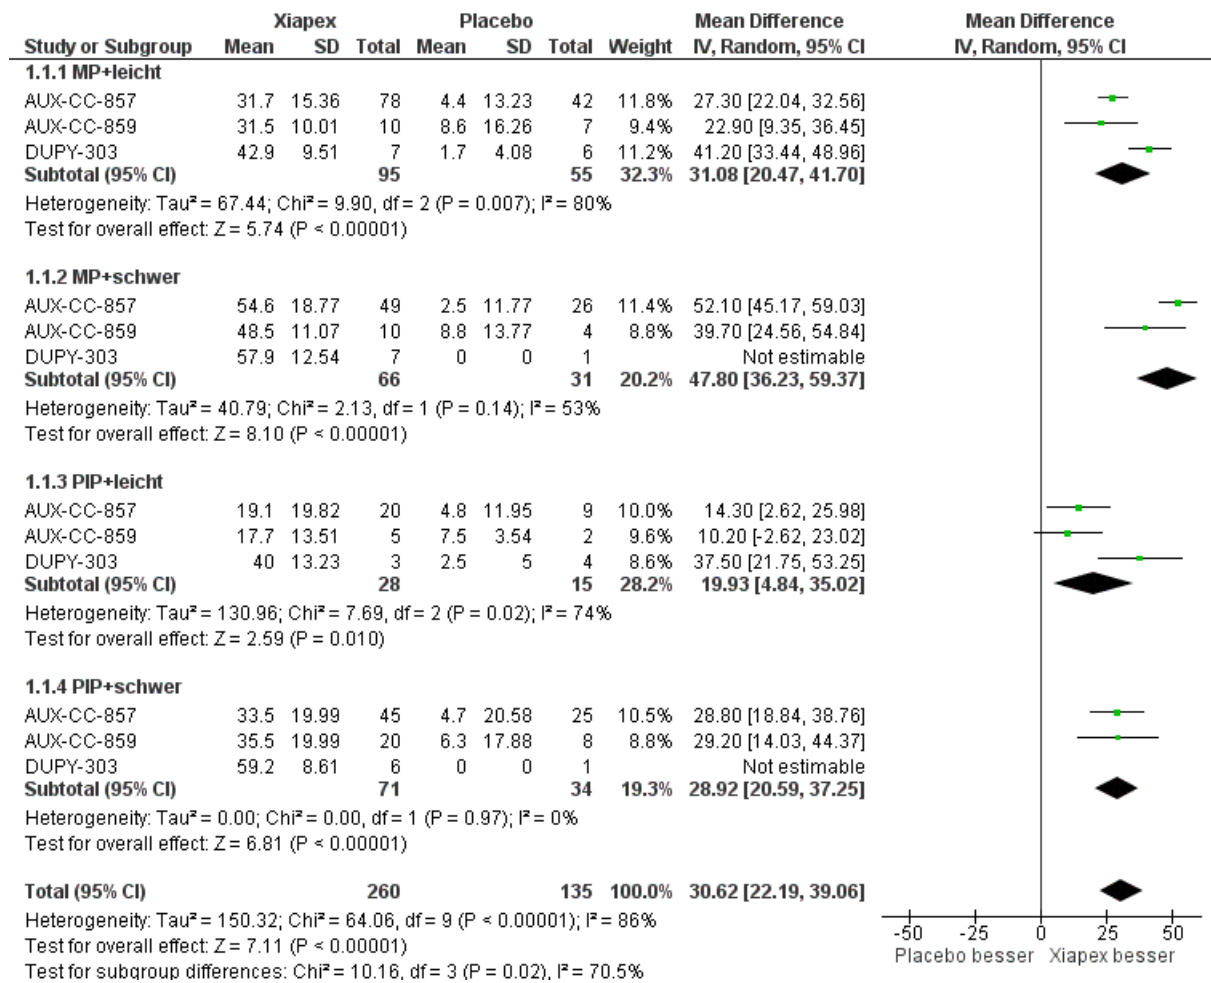 Xiapex Placebo Mean Difference Mean Difference
Study or Subgroup Mean SD Total Mean SD Total Weight IV, Random, 95% CI IV, Random, 95% CI
1.1.1 MP+leicht
AUX-CC-857 31.7 15.36 78 4.4 13.23 42 11.8% 27.30 [22.04, 32.56]
AUX-CC-859 31.5 10.01 10 8.6 16.26 7 9.4% 22.90 [9.35, 36.45]
DUPY-303 42.9 9.51 7 1.7 4.08 6 11.2% 41.20 [33.44, 48.96]
Subtotal (95% CI) 95 55 32.3% 31.08 [20.47, 41.70]
Heterogeneity: Tau² = 67.44; Chi² = 9.90, df = 2 (P = 0.007); I² = 80%
Test for overall effect: Z = 5.74 (P < 0.00001)
1.1.2 MP+schwer
AUX-CC-857 54.6 18.77 49 2.5 11.77 26 11.4% 52.10 [45.17, 59.03]
AUX-CC-859 48.5 11.07 10 8.8 13.77 4 8.8% 39.70 [24.56, 54.84]
DUPY-303 57.9 12.54 7 0 0 1 Not estimable
Subtotal (95% CI) 66 31 20.2% 47.80 [36.23, 59.37]
Heterogeneity: Tau² = 40.79; Chi² = 2.13, df = 1 (P = 0.14); I² = 53%
Test for overall effect: Z = 8.10 (P < 0.00001)
1.1.3 PIP+leicht
AUX-CC-857 19.1 19.82 20 4.8 11.95 9 10.0% 14.30 [2.62, 25.98]
AUX-CC-859 17.7 13.51 5 7.5 3.54 2 9.6% 10.20 [-2.62, 23.02]
DUPY-303 40 13.23 3 2.5 5 4 8.6% 37.50 [21.75, 53.25]
Subtotal (95% CI) 28 15 28.2% 19.93 [4.84, 35.02]
Heterogeneity: Tau² = 130.96; Chi² = 7.69, df = 2 (P = 0.02); I² = 74%
Test for overall effect: Z = 2.59 (P = 0.010)
1.1.4 PIP+schwer
AUX-CC-857 33.5 19.99 45 4.7 20.58 25 10.5% 28.80 [18.84, 38.76]
AUX-CC-859 35.5 19.99 20 6.3 17.88 8 8.8% 29.20 [14.03, 44.37]
DUPY-303 59.2 8.61 6 0 0 1 Not estimable
Subtotal (95% CI) 71 34 19.3% 28.92 [20.59, 37.25]
Heterogeneity: Tau² = 0.00; Chi² = 0.00, df = 1 (P = 0.97); I² = 0%
Test for overall effect: Z = 6.81 (P < 0.00001)
Total (95% CI) 260 135 100.0% 30.62 [22.19, 39.06]
Heterogeneity: Tau² = 150.32; Chi² = 64.06, df = 9 (P < 0.00001); I² = 86%
Test for overall effect: Z = 7.11 (P < 0.00001)
Test for subgroup differences: Chi² = 10.16, df = 3 (P = 0.02), I² = 70.5%
-50 -25 0 25 50
Placebo besser Xiapex besser